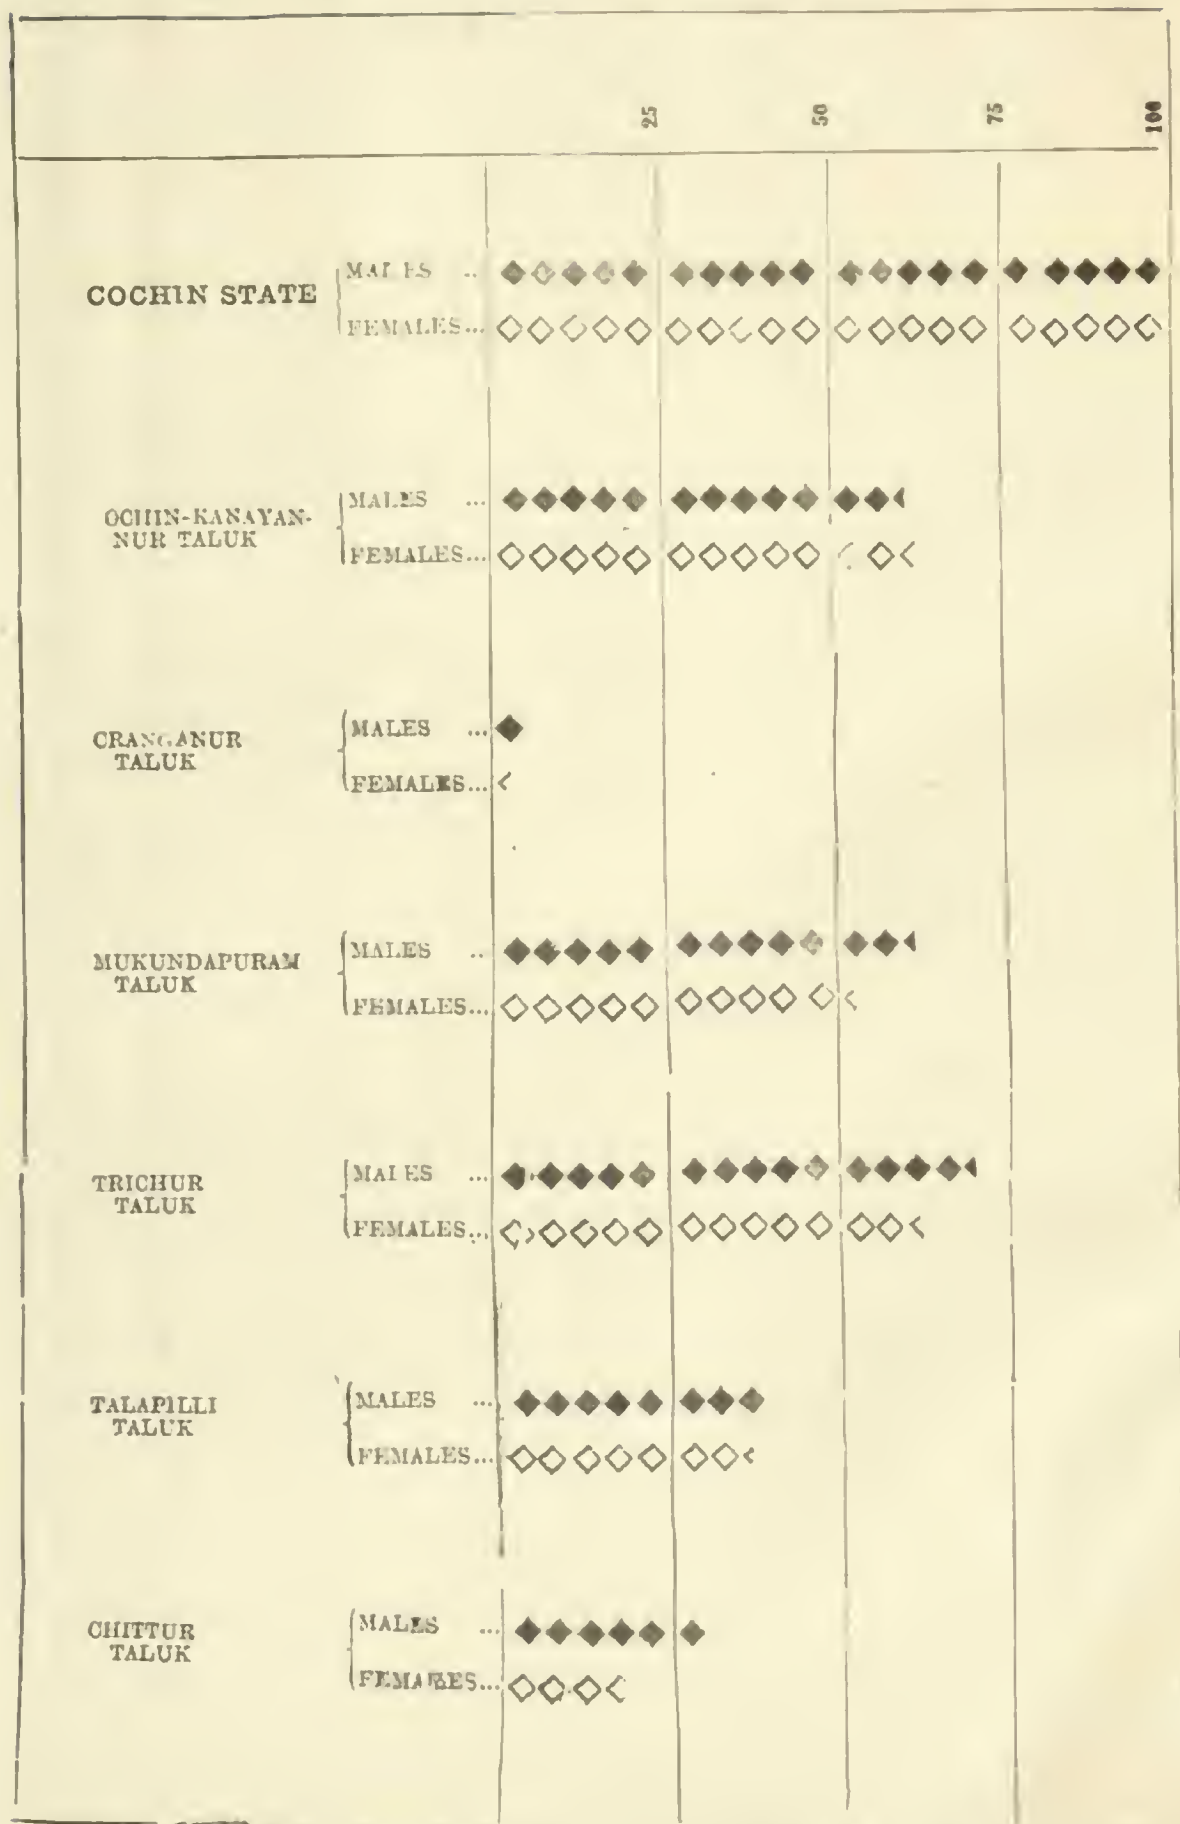 25 50 75 100
COCHIN STATE
MALES ..
FEMALES...
OCHIN-KANAYAN-
NUR TALUK
MALES ...
FEMALES...
CRANGANUR
TALUK
MALES ...
FEMALES...
MUKUNDAPURAM
TALUK
MALES ..
FEMALES...
TRICHUR
TALUK
MALES ...
FEMALES...
TALAPILLI
TALUK
MALES ...
FEMALES...
CHITTUR
TALUK
MALES ...
FEMALES...